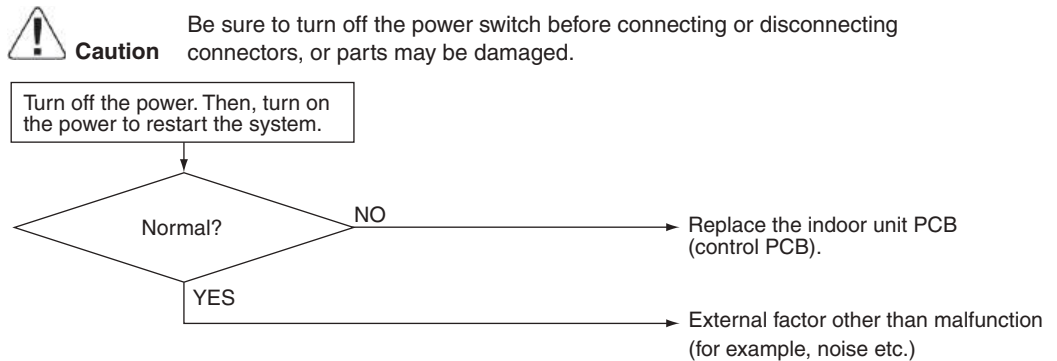 Be sure to turn off the power switch before connecting or disconnecting
Caution connectors, or parts may be damaged.
Turn off the power. Then, turn on
the power to restart the system.
Normal?
NO
Replace the indoor unit PCB
(control PCB).
YES
External factor other than malfunction
(for example, noise etc.)